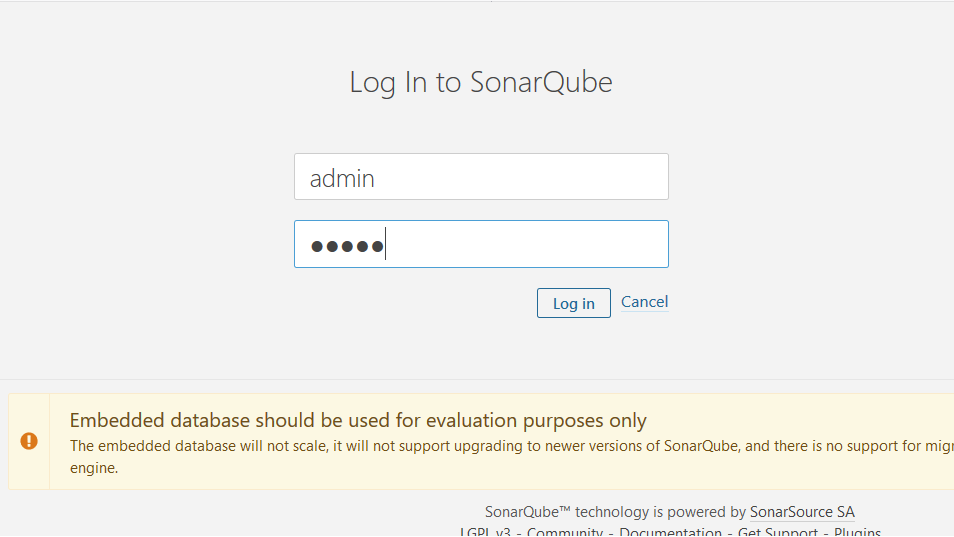 Log In to SonarQube
admin
●●●●●
Log in Cancel
Embedded database should be used for evaluation purposes only
The embedded database will not scale, it will not support upgrading to newer versions of SonarQube, and there is no support for
engine.
SonarQube™ technology is powered by SonarSource SA
LGPL v3 - Community - Documentation - Get Support - Plugins